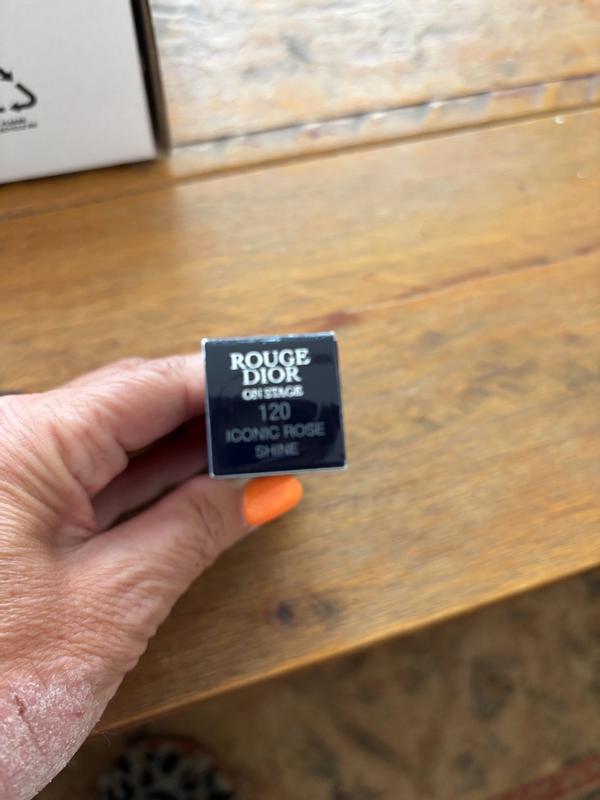 ROUGE
DIOR
ON STAGE
120
ICONIC ROSE
SHINE